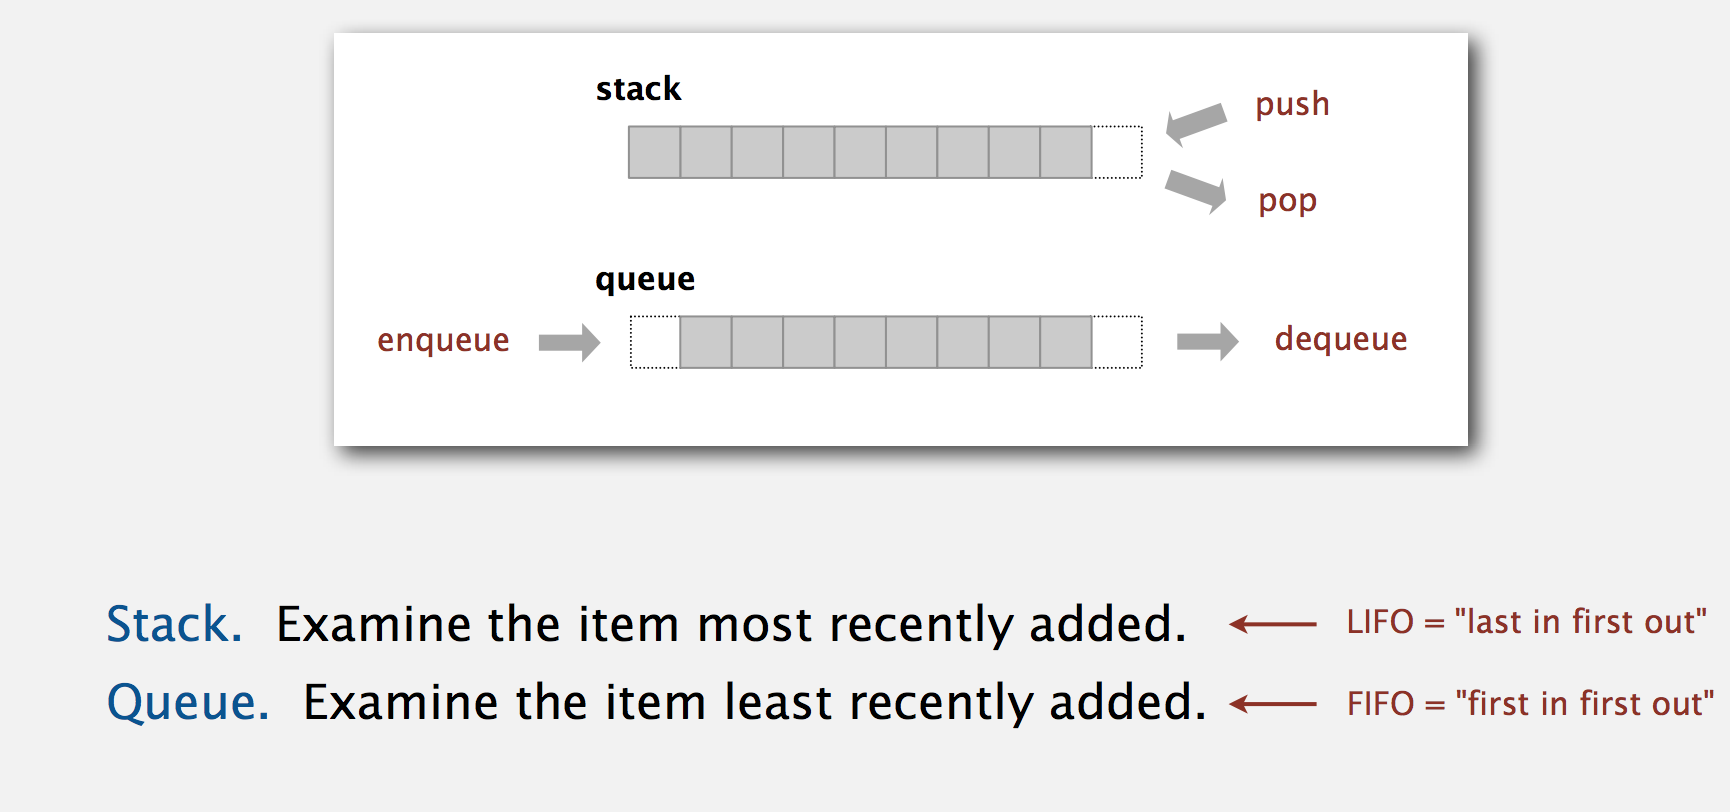 stack
push
pop
queue
enqueue
dequeue
Stack. Examine the item most recently added. LIFO = "last in first out"
Queue. Examine the item least recently added. FIFO = "first in first out"